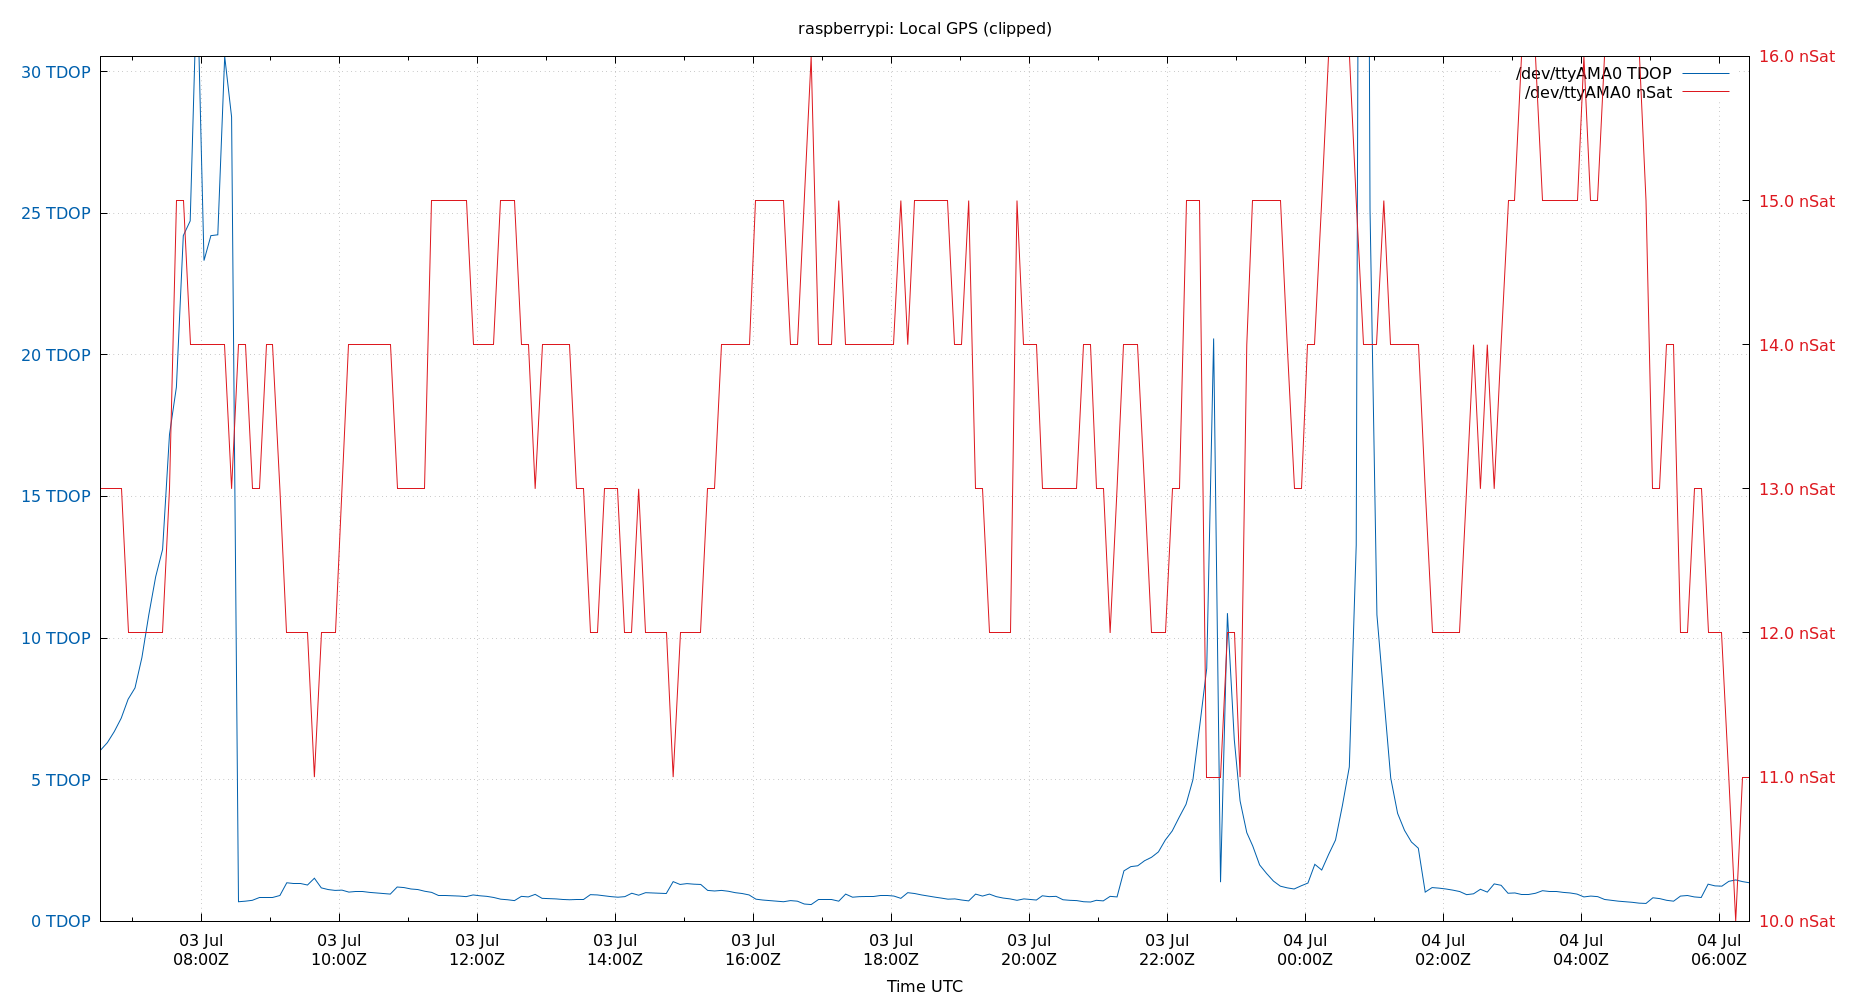 raspberrypi: Local GPS (clipped)
30 TDOP
25 TDOP
20 TDOP
15 TDOP
10 TDOP
5 TDOP
0 TDOP
16.0 nSat
15.0 nSat
14.0 nSat
13.0 nSat
12.0 nSat
11.0 nSat
10.0 nSat
/dev/ttyAMA0 TDOP
/dev/ttyAMA0 nSat
03 Jul 08:00Z
03 Jul 10:00Z
03 Jul 12:00Z
03 Jul 14:00Z
03 Jul 16:00Z
03 Jul 18:00Z
03 Jul 20:00Z
03 Jul 22:00Z
04 Jul 00:00Z
04 Jul 02:00Z
04 Jul 04:00Z
04 Jul 06:00Z
Time UTC